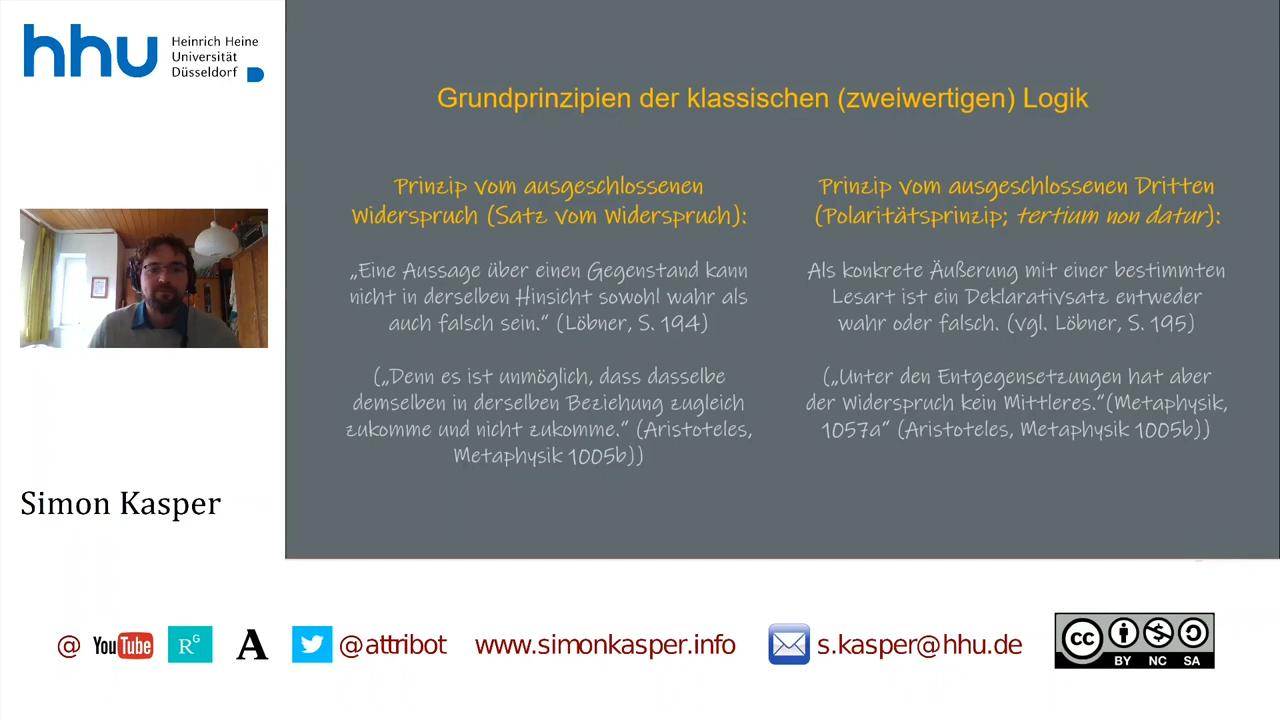 hhu
Heinrich Heine
Universität
Düsseldorf
Grundprinzipien der klassischen (zweiwertigen) Logik
Prinzip vom ausgeschlossenen
Widerspruch (Satz vom Widerspruch):
„Eine Aussage über einen Gegenstand kann
nicht in derselben Hinsicht sowohl wahr als
auch falsch sein.“ (Löbner, S. 194)
(„Denn es ist unmöglich, dass dasselbe
demselben in derselben Beziehung zugleich
zukomme und nicht zukomme.“ (Aristoteles,
Metaphysik 1005b))
Prinzip vom ausgeschlossenen Dritten
(Polaritätsprinzip; tertium non datur):
Als konkrete Äußerung mit einer bestimmten
Lesart ist ein Deklarativsatz entweder
wahr oder falsch. (vgl. Löbner, S. 195)
(„Unter den Entgegensetzungen hat aber
der Widerspruch kein Mittleres.“(Metaphysik,
1057a“ (Aristoteles, Metaphysik 1005b))
Simon Kasper
@ YouTube RG A @attribot www.simonkasper.info s.kasper@hhu.de
cc BY NC SA